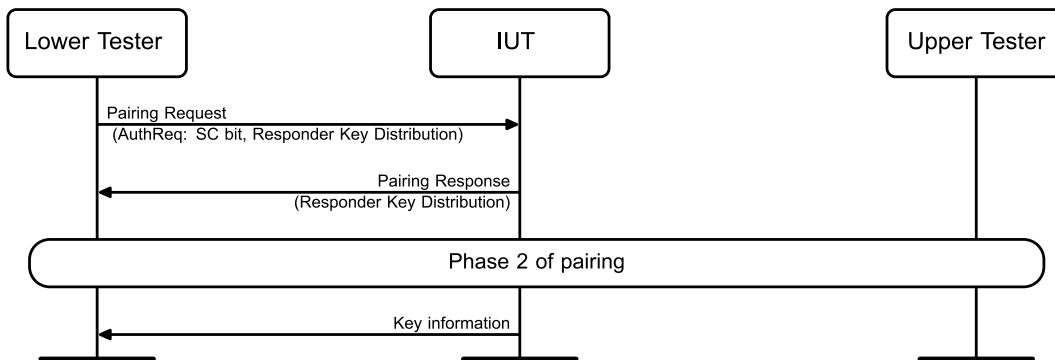 Lower Tester
IUT
Upper Tester
Pairing Request
(AuthReq: SC bit, Responder Key Distribution)
Pairing Response
(Responder Key Distribution)
Phase 2 of pairing
Key information